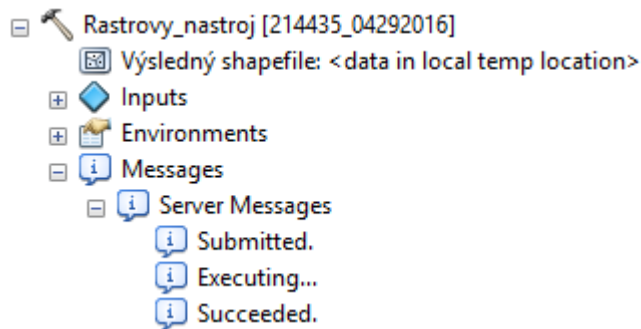 Rastrovy_nastroj [214435_04292016]
Výsledný shapefile: <data in local temp location>
Inputs
Environments
Messages
Server Messages
Submitted.
Executing...
Succeeded.